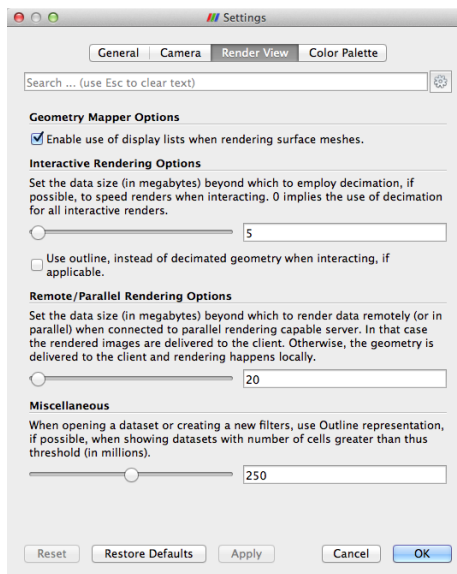 Settings
General Camera Render View Color Palette
Search ... (use Esc to clear text)
Geometry Mapper Options
Enable use of display lists when rendering surface meshes.
Interactive Rendering Options
Set the data size (in megabytes) beyond which to employ decimation, if
possible, to speed renders when interacting. 0 implies the use of decimation
for all interactive renders.
5
Use outline, instead of decimated geometry when interacting, if
applicable.
Remote/Parallel Rendering Options
Set the data size (in megabytes) beyond which to render data remotely (or in
parallel) when connected to parallel rendering capable server. In that case
the rendered images are delivered to the client. Otherwise, the geometry is
delivered to the client and rendering happens locally.
20
Miscellaneous
When opening a dataset or creating a new filters, use Outline representation,
if possible, when showing datasets with number of cells greater than thus
threshold (in millions).
250
Reset Restore Defaults Apply Cancel OK